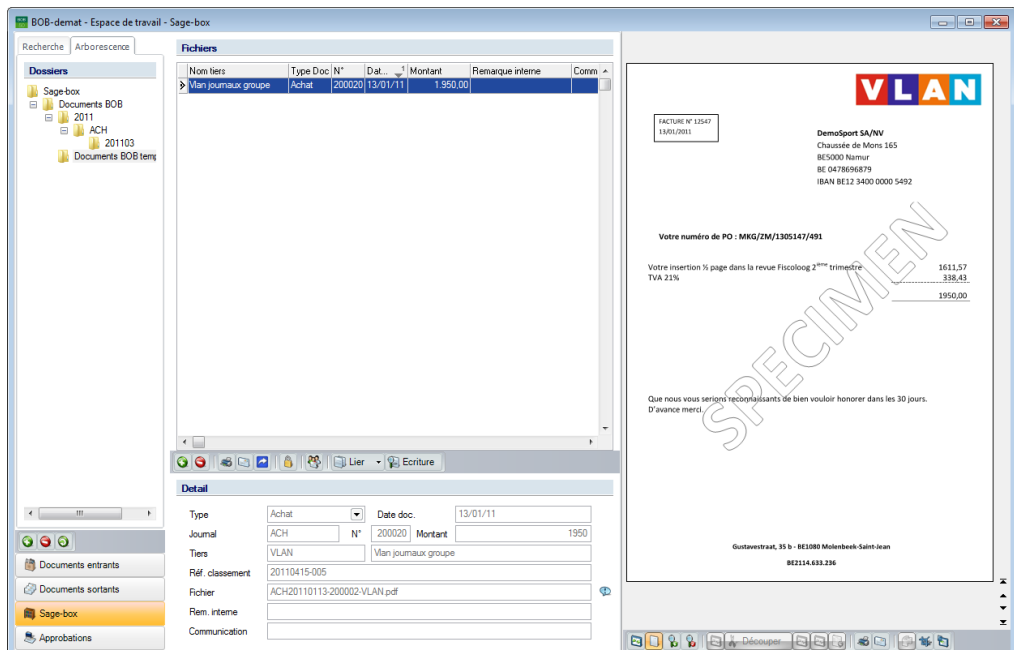 BOB-demat - Espace de travail - Sage-box
Recherche Arborescence
Dossiers
Sage-box
Documents BOB
2011
ACH
201103
Documents BOB temp
Documents entrants
Documents sortants
Sage-box
Approbations
Fichiers
Nom tiers Type Doc N° Dat... 1 Montant Remarque interne Comm
Vlan journaux groupe Achat 200020 13/01/11 1.950,00
Lier Ecriture
Detail
Type Achat Date doc. 13/01/11
Journal ACH N° 200020 Montant 1950
Tiers VLAN Vlan journaux groupe
Réf. classement 20110415-005
Fichier ACH20110113-200002-VLAN.pdf
Rem. interne
Communication
VLAN
FACTURE N° 12547
13/01/2011
DemoSport SA/NV
Chaussée de Mons 165
BE5000 Namur
BE 0478696879
IBAN BE12 3400 0000 5492
Votre numéro de PO : MKG/ZM/1305147/491
Votre insertion ½ page dans la revue Fiscoloog 2ième trimestre 1611,57
TVA 21% 338,43
1950,00
SPECIMEN
Que nous vous serions reconnaissants de bien vouloir honorer dans les 30 jours.
D'avance merci.
Gustavestraat, 35 b - BE1080 Molenbeek-Saint-Jean
BE2114.633.236
Découper